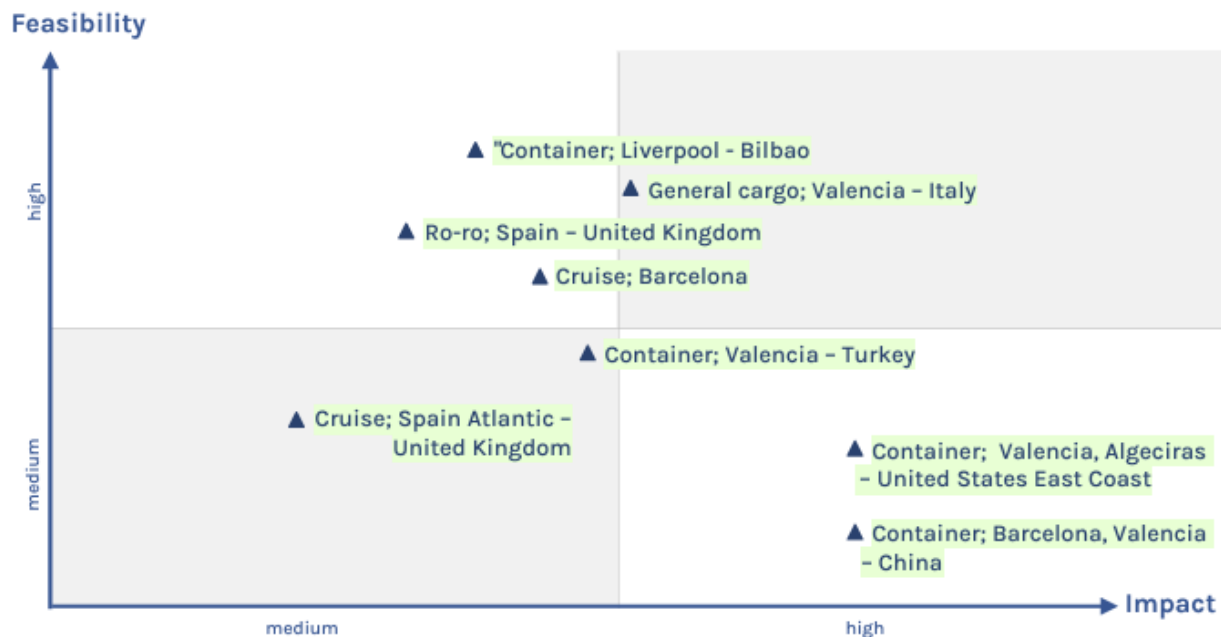 Feasibility
"Container; Liverpool - Bilbao
high
General cargo; Valencia – Italy
Ro-ro; Spain – United Kingdom
Cruise; Barcelona
Container; Valencia – Turkey
Cruise; Spain Atlantic –
United Kingdom
medium
Container; Valencia, Algeciras
– United States East Coast
Container; Barcelona, Valencia
– China
Impact
medium
high